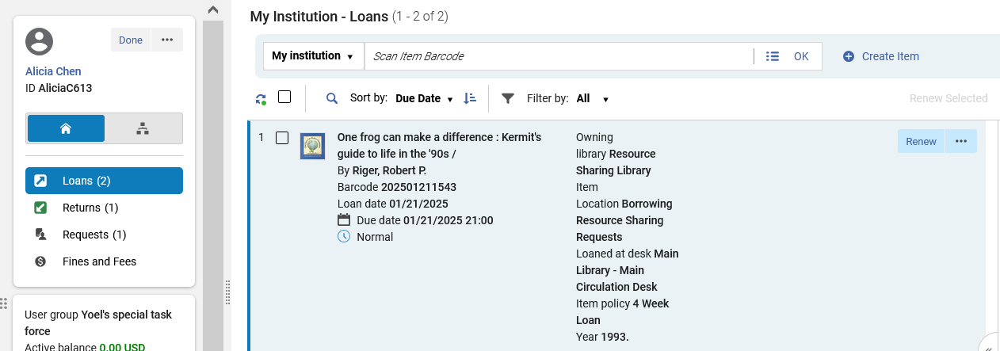 Done
Alicia Chen
ID AliciaC613
Loans (2)
Returns (1)
Requests (1)
Fines and Fees
User group Yoel's special task
force
Active balance 0.00 USD
My Institution - Loans (1 - 2 of 2)
My institution Scan Item Barcode OK Create Item
Sort by: Due Date Filter by: All Renew Selected
1
One frog can make a difference : Kermit's
guide to life in the '90s /
By Riger, Robert P.
Barcode 202501211543
Loan date 01/21/2025
Due date 01/21/2025 21:00
Normal
Owning
library Resource
Sharing Library
Item
Location Borrowing
Resource Sharing
Requests
Loaned at desk Main
Library - Main
Circulation Desk
Item policy 4 Week
Loan
Year 1993.
Renew